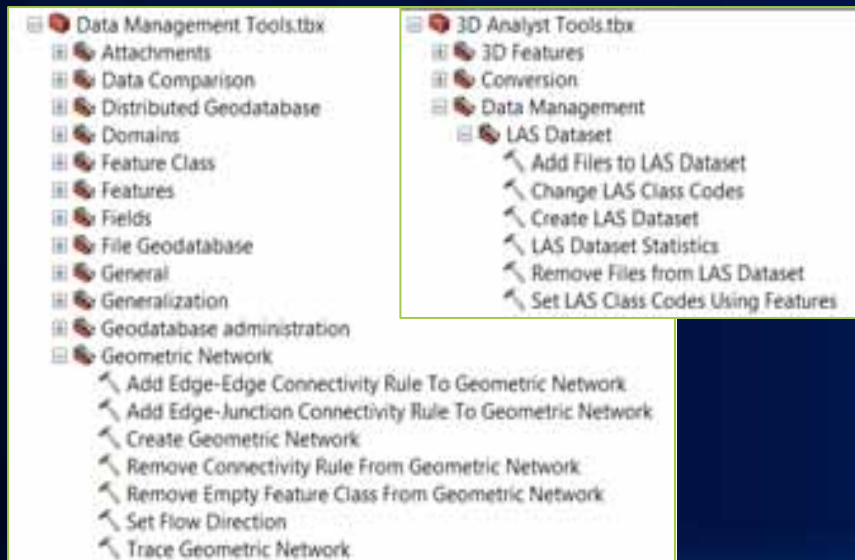 Data Management Tools.tbx
Attachments
Data Comparison
Distributed Geodatabase
Domains
Feature Class
Features
Fields
File Geodatabase
General
Generalization
Geodatabase administration
Geometric Network
Add Edge-Edge Connectivity Rule To Geometric Network
Add Edge-Junction Connectivity Rule To Geometric Network
Create Geometric Network
Remove Connectivity Rule From Geometric Network
Remove Empty Feature Class From Geometric Network
Set Flow Direction
Trace Geometric Network
3D Analyst Tools.tbx
3D Features
Conversion
Data Management
LAS Dataset
Add Files to LAS Dataset
Change LAS Class Codes
Create LAS Dataset
LAS Dataset Statistics
Remove Files from LAS Dataset
Set LAS Class Codes Using Features